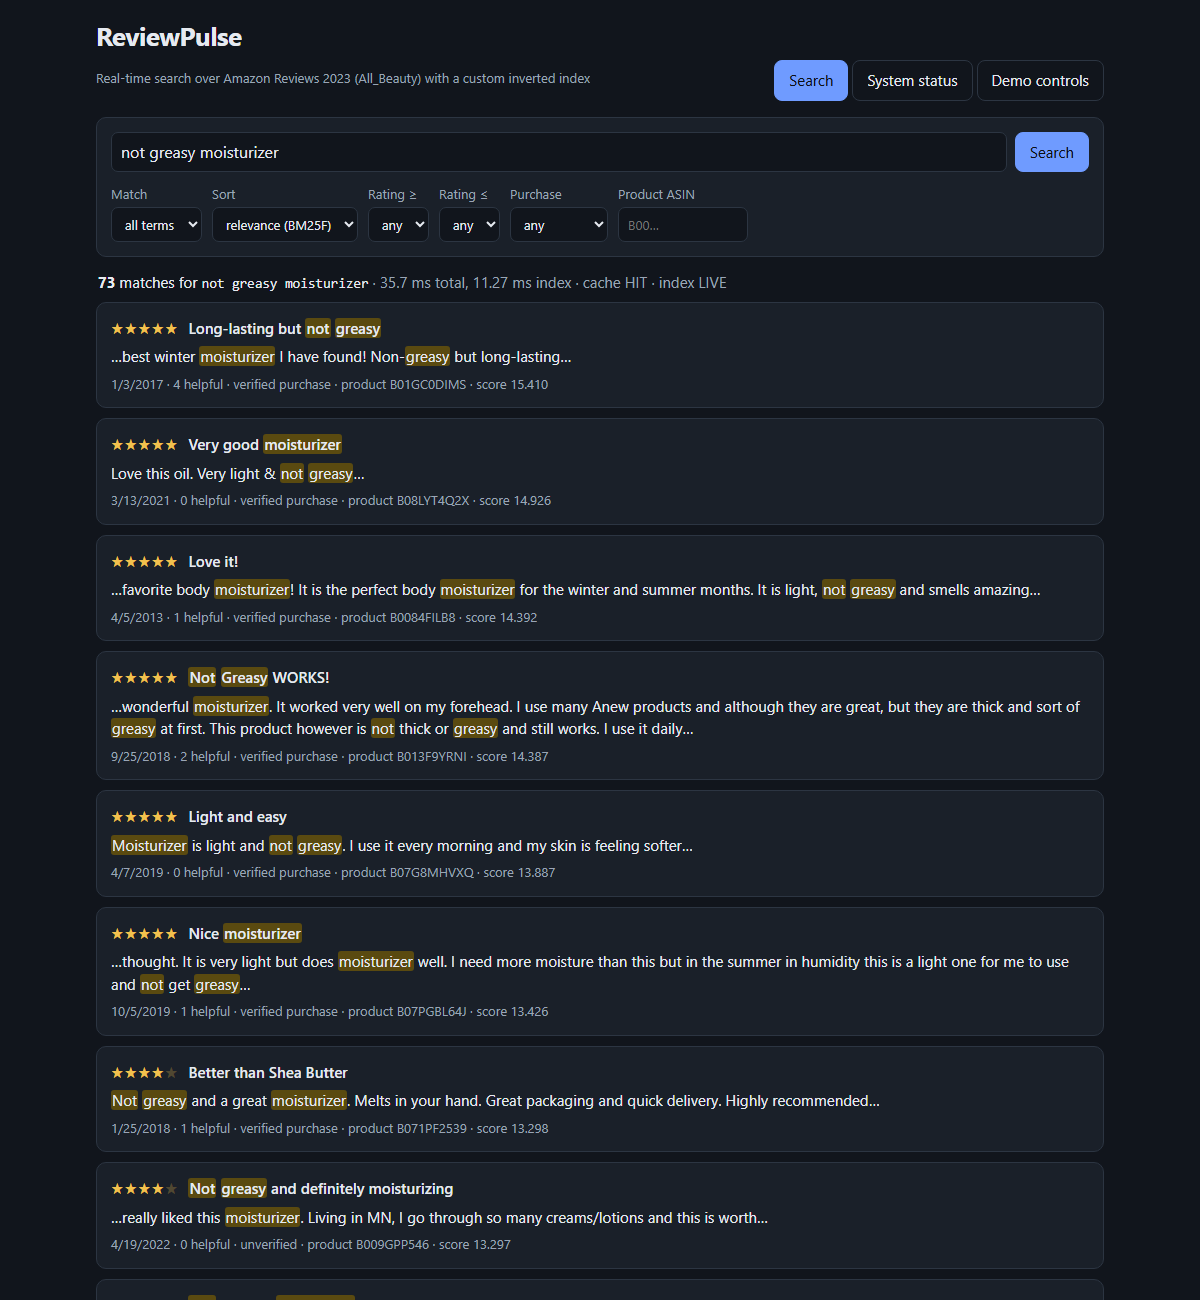 ReviewPulse
Real-time search over Amazon Reviews 2023 (All_Beauty) with a custom inverted index
Search System status Demo controls
not greasy moisturizer Search
Match Sort Rating ≥ Rating ≤ Purchase Product ASIN
all terms relevance (BM25F) any any any B00...
73 matches for not greasy moisturizer · 35.7 ms total, 11.27 ms index · cache HIT · index LIVE
★★★★★ Long-lasting but not greasy
...best winter moisturizer I have found! Non-greasy but long-lasting...
1/3/2017 · 4 helpful · verified purchase · product B01GC0DIMS · score 15.410
★★★★★ Very good moisturizer
Love this oil. Very light & not greasy...
3/13/2021 · 0 helpful · verified purchase · product B08LYT4Q2X · score 14.926
★★★★★ Love it!
...favorite body moisturizer! It is the perfect body moisturizer for the winter and summer months. It is light, not greasy and smells amazing...
4/5/2013 · 1 helpful · verified purchase · product B0084FILB8 · score 14.392
★★★★★ Not Greasy WORKS!
...wonderful moisturizer. It worked very well on my forehead. I use many Anew products and although they are great, but they are thick and sort of
greasy at first. This product however is not thick or greasy and still works. I use it daily...
9/25/2018 · 2 helpful · verified purchase · product B013F9YRNI · score 14.387
★★★★★ Light and easy
Moisturizer is light and not greasy. I use it every morning and my skin is feeling softer...
4/7/2019 · 0 helpful · verified purchase · product B07G8MHVXQ · score 13.887
★★★★★ Nice moisturizer
...thought. It is very light but does moisturizer well. I need more moisture than this but in the summer in humidity this is a light one for me to use
and not get greasy...
10/5/2019 · 1 helpful · verified purchase · product B07PGBL64J · score 13.426
★★★★★ Better than Shea Butter
Not greasy and a great moisturizer. Melts in your hand. Great packaging and quick delivery. Highly recommended...
1/25/2018 · 1 helpful · verified purchase · product B071PF2539 · score 13.298
★★★★★ Not greasy and definitely moisturizing
...really liked this moisturizer. Living in MN, I go through so many creams/lotions and this is worth...
4/19/2022 · 0 helpful · unverified · product B009GPP546 · score 13.297